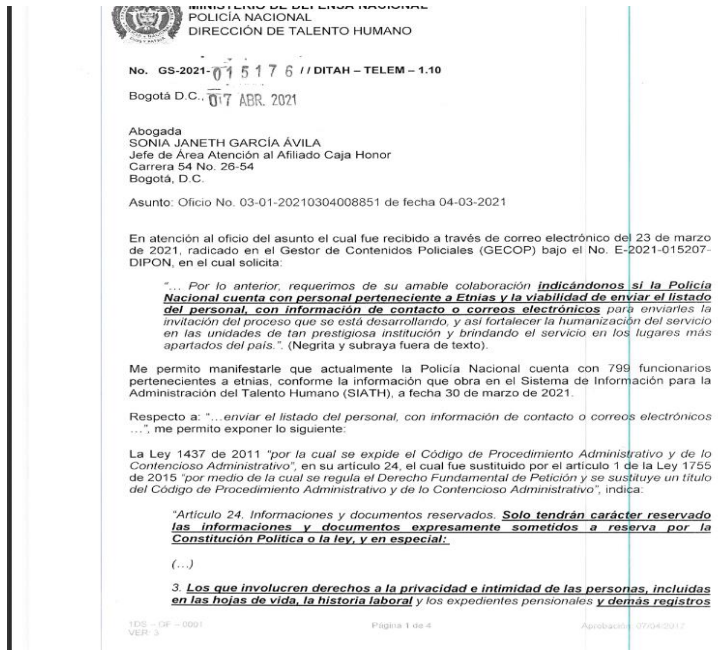 MINISTERIO DE DEFENSA NACIONAL
POLICÍA NACIONAL
DIRECCIÓN DE TALENTO HUMANO
No. GS-2021- 015176 // DITAH – TELEM – 1.10
Bogotá D.C., 07 ABR. 2021
Abogada
SONIA JANETH GARCÍA ÁVILA
Jefe de Área Atención al Afiliado Caja Honor
Carrera 54 No. 26-54
Bogotá, D.C.
Asunto: Oficio No. 03-01-20210304008851 de fecha 04-03-2021
En atención al oficio del asunto el cual fue recibido a través de correo electrónico del 23 de marzo
de 2021, radicado en el Gestor de Contenidos Policiales (GECOP) bajo el No. E-2021-015207-
DIPON, en el cual solicita:
“... Por lo anterior, requerimos de su amable colaboración indicándonos si la Policía
Nacional cuenta con personal perteneciente a Etnias y la viabilidad de enviar el listado
del personal, con información de contacto o correos electrónicos para enviarles la
invitación del proceso que se está desarrollando, y así fortalecer la humanización del servicio
en las unidades de tan prestigiosa institución y brindando el servicio en los lugares más
apartados del país.”. (Negrita y subraya fuera de texto).
Me permito manifestarle que actualmente la Policía Nacional cuenta con 799 funcionarios
pertenecientes a etnias, conforme la información que obra en el Sistema de Información para la
Administración del Talento Humano (SIATH), a fecha 30 de marzo de 2021.
Respecto a: “...enviar el listado del personal, con información de contacto o correos electrónicos
...”, me permito exponer lo siguiente:
La Ley 1437 de 2011 “por la cual se expide el Código de Procedimiento Administrativo y de lo
Contencioso Administrativo”, en su artículo 24, el cual fue sustituido por el artículo 1 de la Ley 1755
de 2015 “por medio de la cual se regula el Derecho Fundamental de Petición y se sustituye un título
del Código de Procedimiento Administrativo y de lo Contencioso Administrativo”, indica:
“Artículo 24. Informaciones y documentos reservados. Solo tendrán carácter reservado
las informaciones y documentos expresamente sometidos a reserva por la
Constitución Política o la ley, y en especial:
(...)
3. Los que involucren derechos a la privacidad e intimidad de las personas, incluidas
en las hojas de vida, la historia laboral y los expedientes pensionales y demás registros
1DS – OF – 0001
VER: 3
Página 1 de 4
Aprobación: 07/04/2017